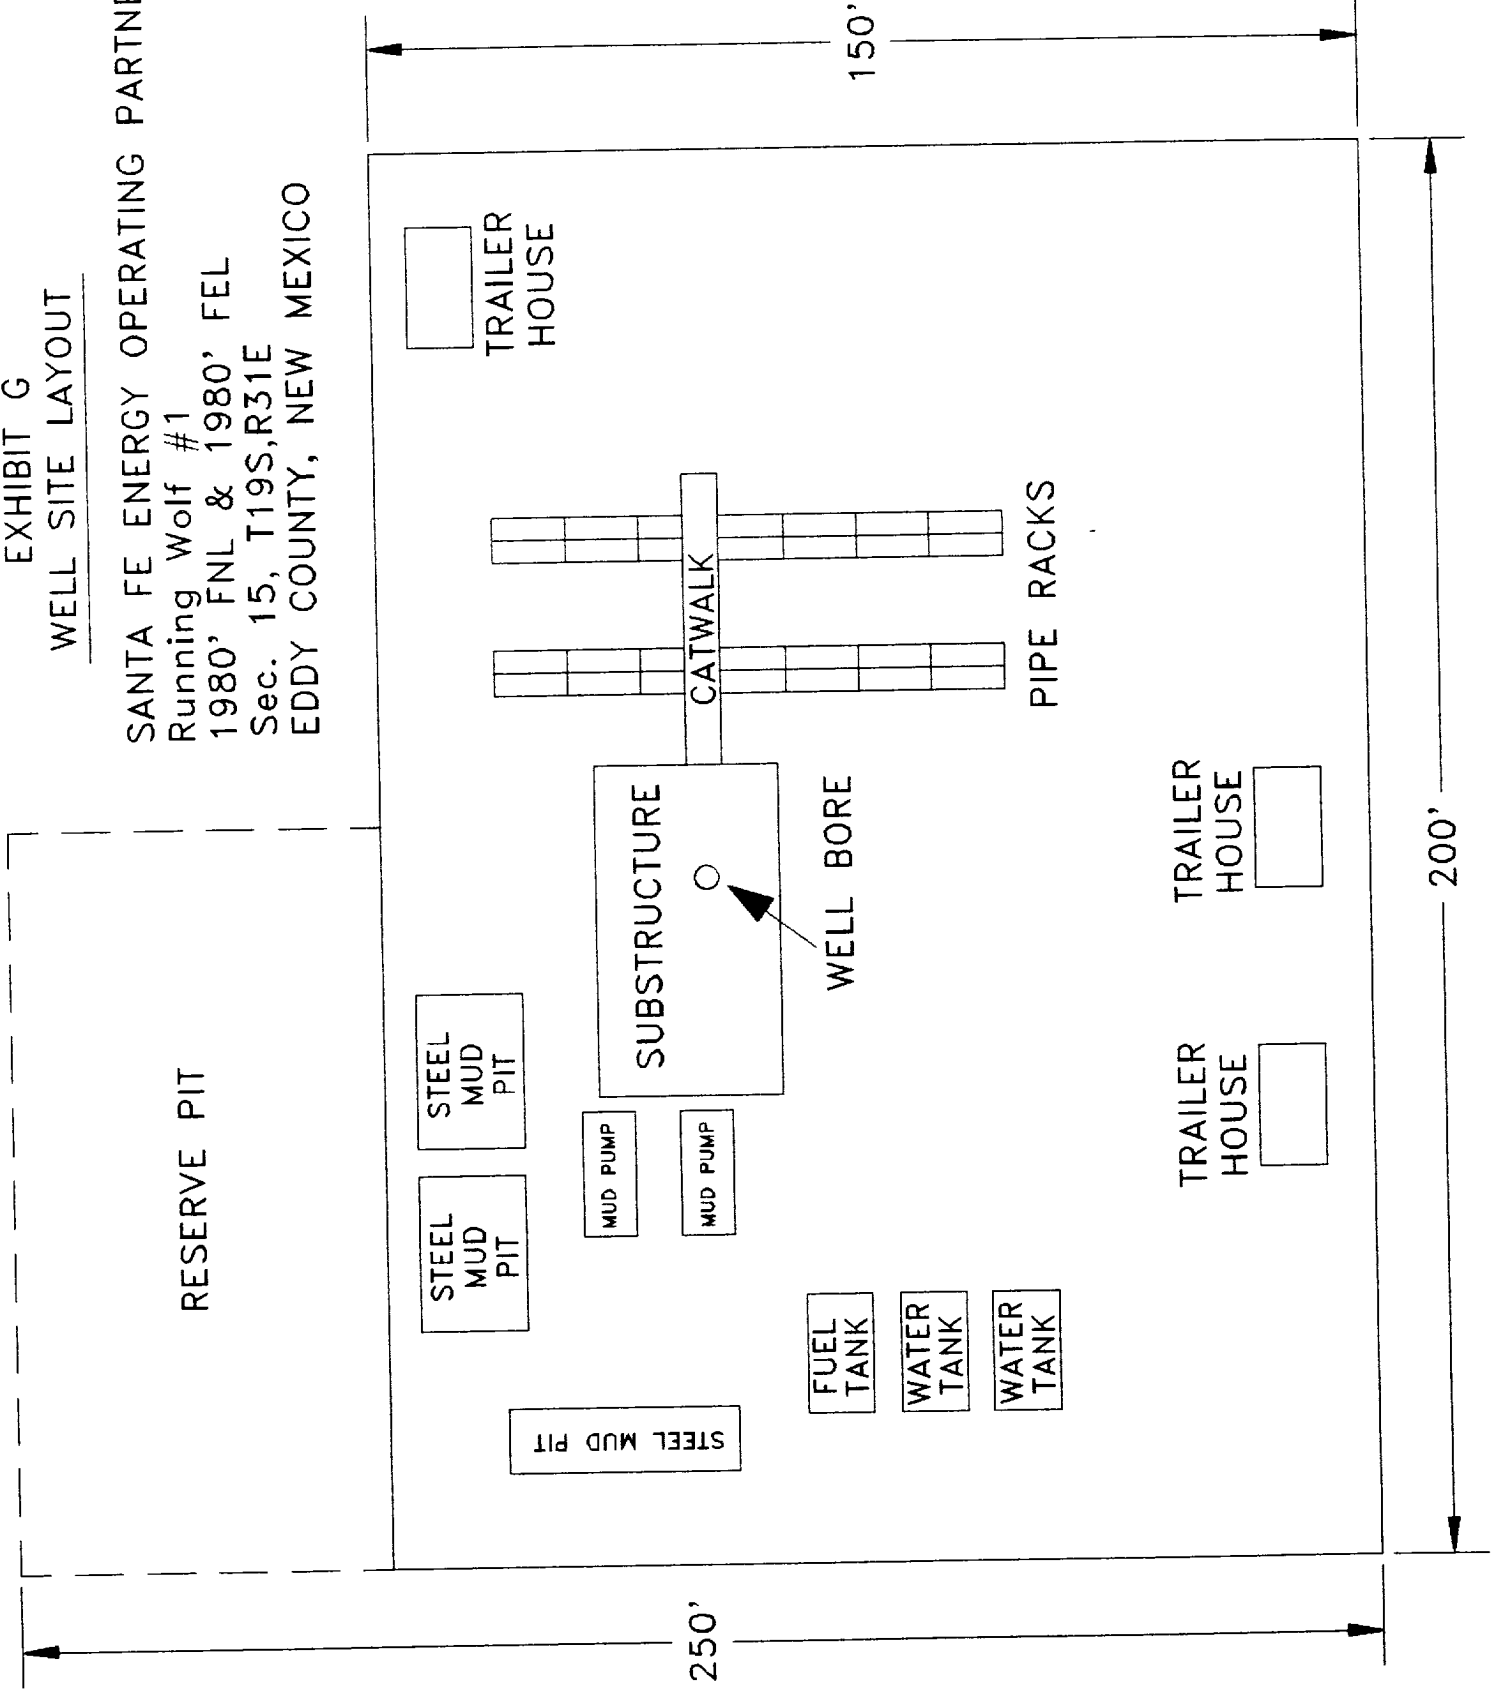 EXHIBIT G
WELL SITE LAYOUT
SANTA FE ENERGY OPERATING PARTNE
Running Wolf #1
1980' FNL & 1980' FEL
Sec. 15, T19S,R31E
EDDY COUNTY, NEW MEXICO
RESERVE PIT
250'
150'
200'
STEEL
MUD
PIT
STEEL
MUD
PIT
STEEL MUD PIT
MUD PUMP
MUD PUMP
SUBSTRUCTURE
WELL BORE
CATWALK
PIPE RACKS
TRAILER
HOUSE
FUEL
TANK
WATER
TANK
WATER
TANK
TRAILER
HOUSE
TRAILER
HOUSE